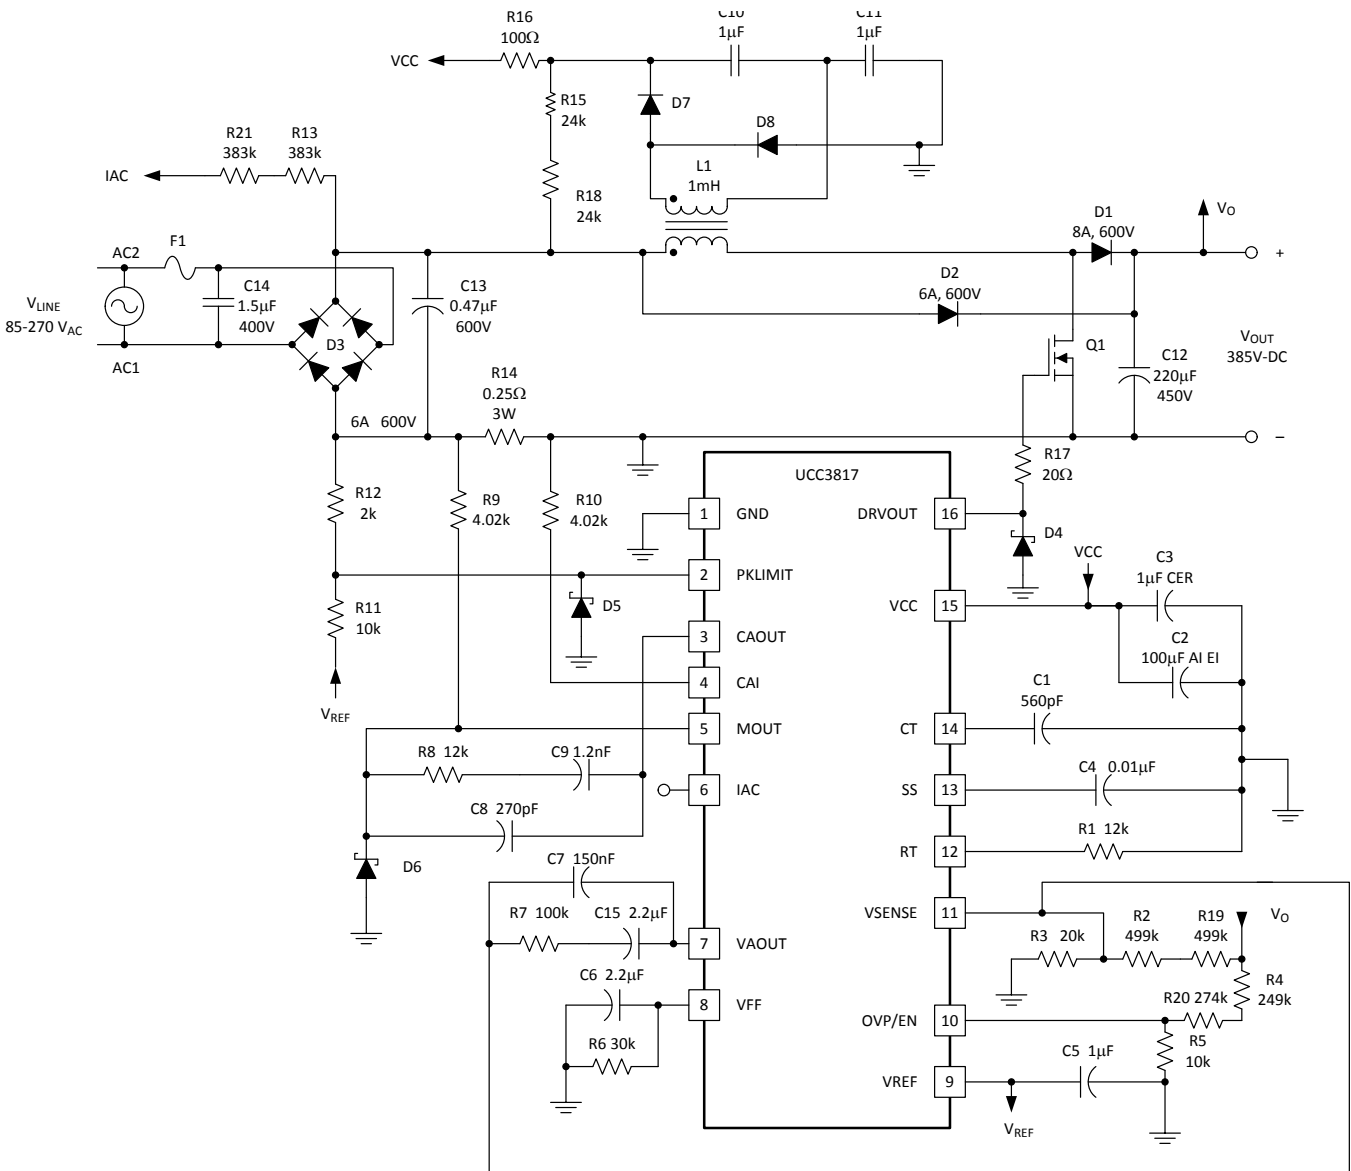 R16
100Ω
C10
1µF
C11
1µF
VCC
R15
24k
D7
D8
R21
383k
R13
383k
IAC
L1
1mH
R18
24k
D1
8A, 600V
VO
AC2
F1
+
C14
1.5µF
400V
C13
0.47µF
600V
D2
6A, 600V
VLINE
85-270 VAC
D3
Q1
VOUT
385V-DC
AC1
C12
220µF
450V
R14
0.25Ω
3W
6A 600V
–
R17
20Ω
UCC3817
R12
2k
R9
4.02k
R10
4.02k
1
GND
DRVOUT
16
D4
VCC
C3
1µF CER
2
PKLIMIT
VCC
15
D5
R11
10k
3
CAOUT
C2
100µF AI EI
4
CAI
C1
560pF
VREF
5
MOUT
CT
14
R8 12k
C9 1.2nF
C4 0.01µF
6
IAC
SS
13
C8 270pF
R1 12k
RT
12
D6
C7 150nF
R7 100k
C15 2.2µF
VSENSE
11
R2
499k
R19
499k
VO
R3 20k
7
VAOUT
C6 2.2µF
R4
249k
R20 274k
8
VFF
OVP/EN
10
R6 30k
R5
10k
C5 1µF
VREF
9
VREF